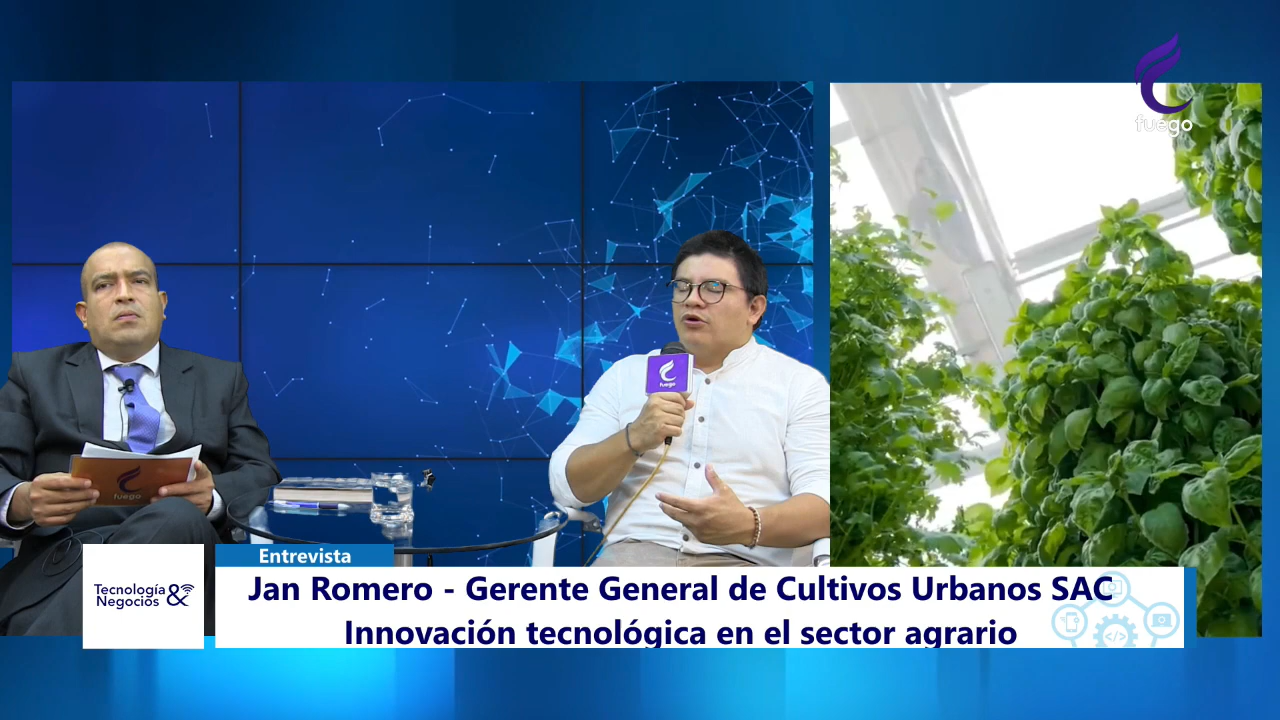 fuego
fuego
fuego
Entrevista
Tecnología &
Negocios
Jan Romero - Gerente General de Cultivos Urbanos SAC
Innovación tecnológica en el sector agrario